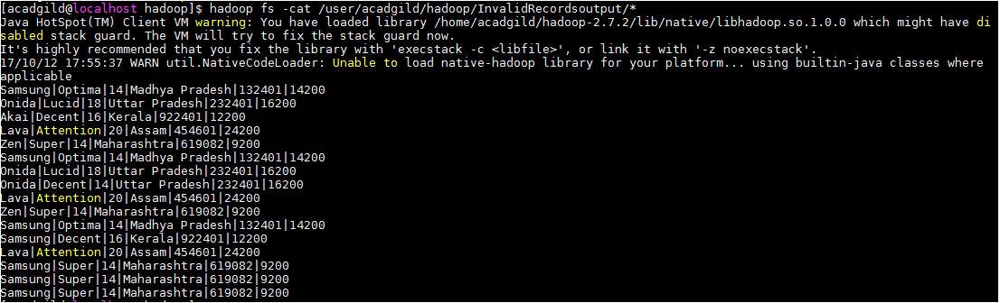 [acadgild@localhost hadoop]$ hadoop fs -cat /user/acadgild/hadoop/InvalidRecordsoutput/*
Java HotSpot(TM) Client VM warning: You have loaded library /home/acadgild/hadoop-2.7.2/lib/native/libhadoop.so.1.0.0 which might have di
sabled stack guard. The VM will try to fix the stack guard now.
It's highly recommended that you fix the library with 'execstack -c <libfile>', or link it with '-z noexecstack'.
17/10/12 17:55:37 WARN util.NativeCodeLoader: Unable to load native-hadoop library for your platform... using builtin-java classes where
applicable
Samsung|Optima|14|Madhya Pradesh|132401|14200
Onida|Lucid|18|Uttar Pradesh|232401|16200
Akai|Decent|16|Kerala|922401|12200
Lava|Attention|20|Assam|454601|24200
Zen|Super|14|Maharashtra|619082|9200
Samsung|Optima|14|Madhya Pradesh|132401|14200
Onida|Lucid|18|Uttar Pradesh|232401|16200
Onida|Decent|14|Uttar Pradesh|232401|16200
Lava|Attention|20|Assam|454601|24200
Zen|Super|14|Maharashtra|619082|9200
Samsung|Optima|14|Madhya Pradesh|132401|14200
Samsung|Decent|16|Kerala|922401|12200
Lava|Attention|20|Assam|454601|24200
Samsung|Super|14|Maharashtra|619082|9200
Samsung|Super|14|Maharashtra|619082|9200
Samsung|Super|14|Maharashtra|619082|9200